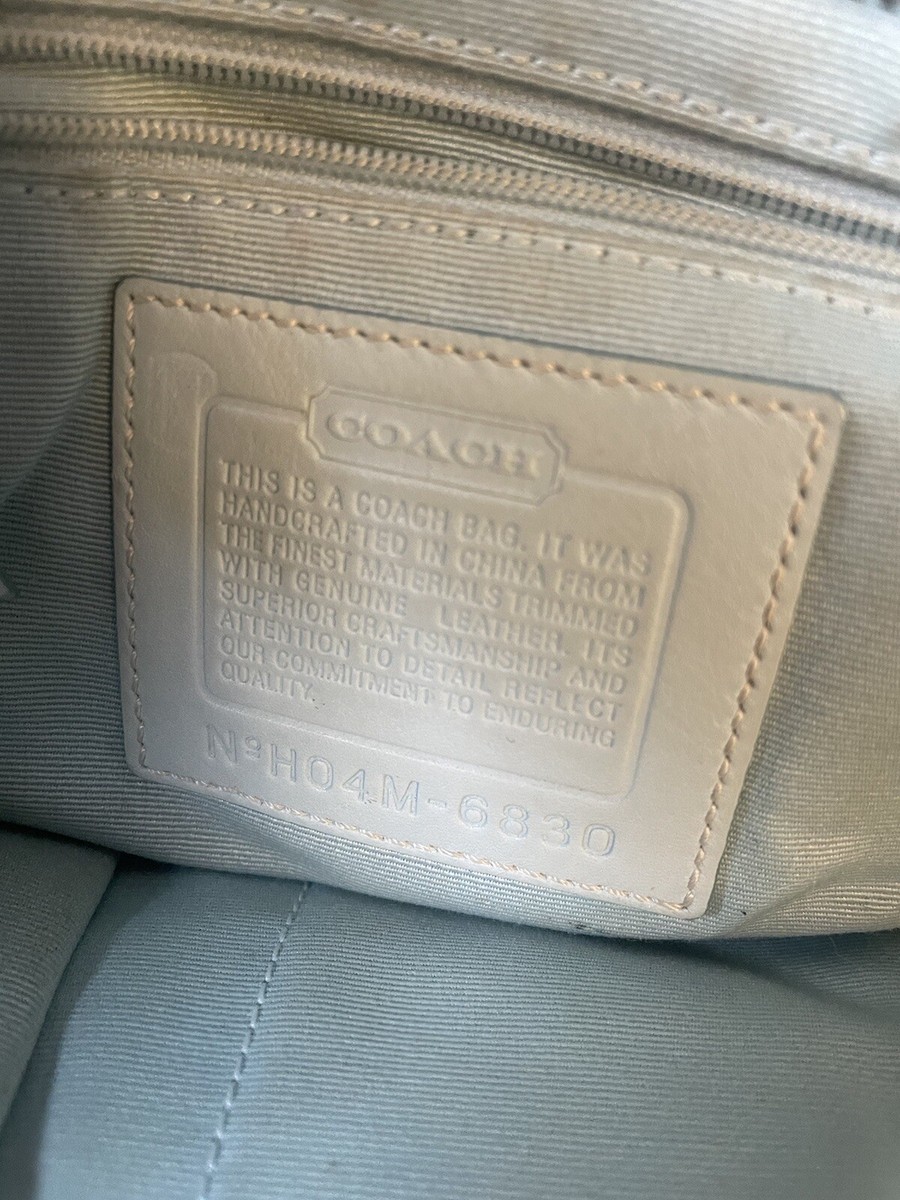 COACH
THIS IS A COACH BAG. IT WAS
HANDCRAFTED IN CHINA FROM
THE FINEST MATERIALS TRIMMED
WITH GENUINE LEATHER. ITS
SUPERIOR CRAFTSMANSHIP AND
ATTENTION TO DETAIL REFLECT
OUR COMMITMENT TO ENDURING
QUALITY.
Nº H04M-6830